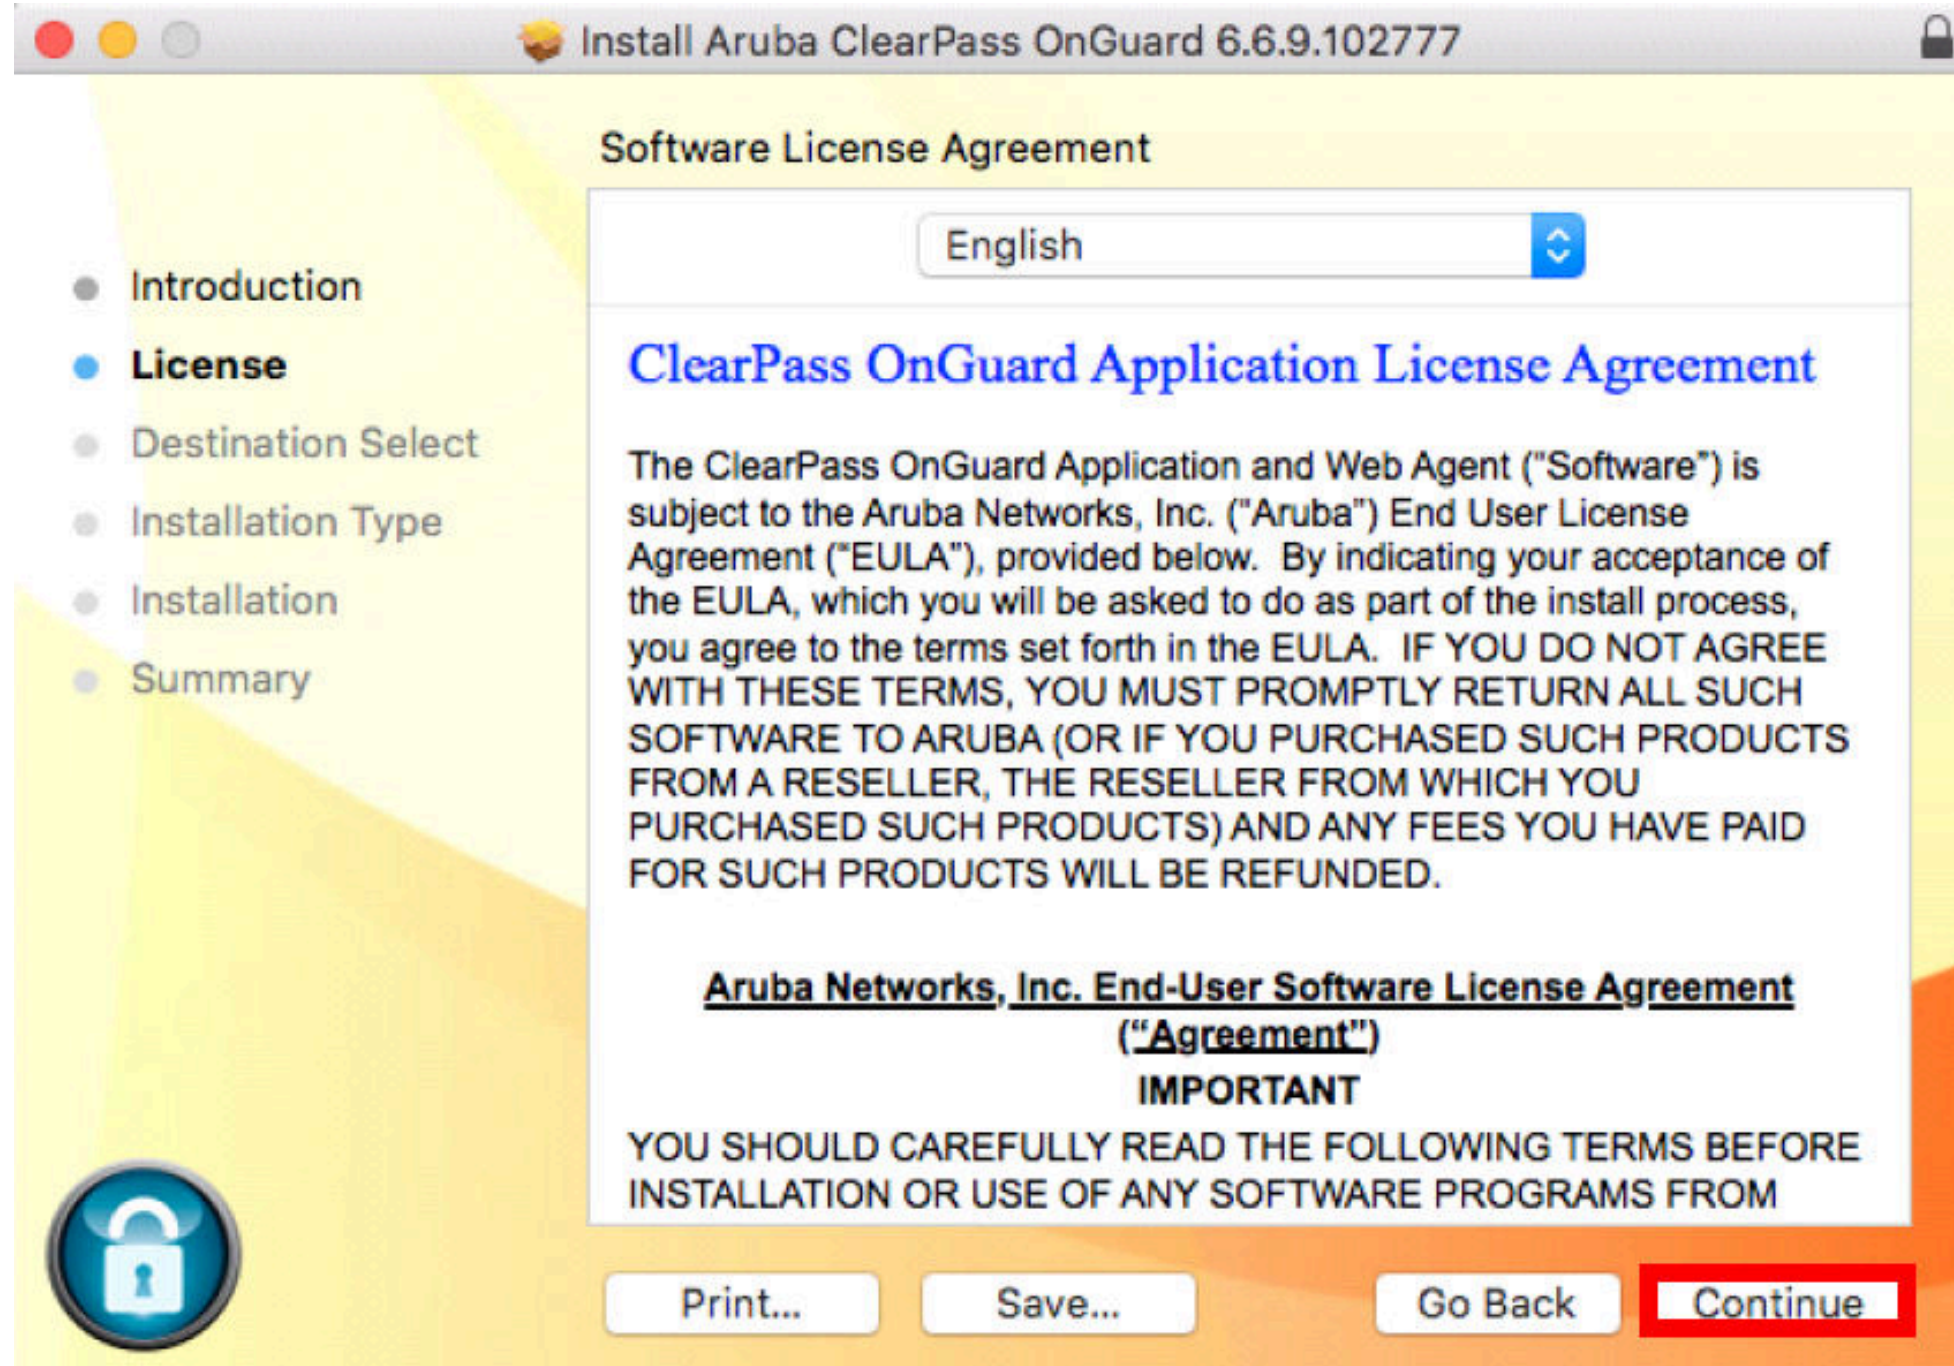 Install Aruba ClearPass OnGuard 6.6.9.102777
Software License Agreement
English
Introduction
License
Destination Select
Installation Type
Installation
Summary
ClearPass OnGuard Application License Agreement
The ClearPass OnGuard Application and Web Agent ("Software") is
subject to the Aruba Networks, Inc. ("Aruba") End User License
Agreement ("EULA"), provided below.  By indicating your acceptance of
the EULA, which you will be asked to do as part of the install process,
you agree to the terms set forth in the EULA.  IF YOU DO NOT AGREE
WITH THESE TERMS, YOU MUST PROMPTLY RETURN ALL SUCH
SOFTWARE TO ARUBA (OR IF YOU PURCHASED SUCH PRODUCTS
FROM A RESELLER, THE RESELLER FROM WHICH YOU
PURCHASED SUCH PRODUCTS) AND ANY FEES YOU HAVE PAID
FOR SUCH PRODUCTS WILL BE REFUNDED.
Aruba Networks, Inc. End-User Software License Agreement
(“Agreement”)
IMPORTANT
YOU SHOULD CAREFULLY READ THE FOLLOWING TERMS BEFORE
INSTALLATION OR USE OF ANY SOFTWARE PROGRAMS FROM
Print...
Save...
Go Back
Continue